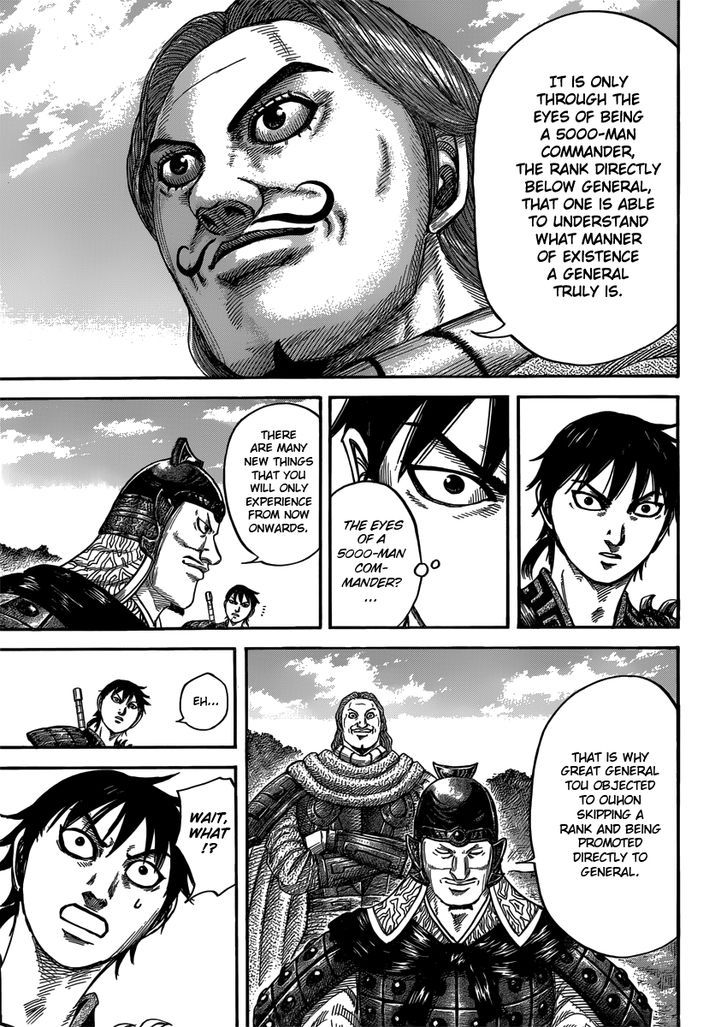 IT IS ONLY
THROUGH THE
EYES OF BEING
A 5000-MAN
COMMANDER,
THE RANK DIRECTLY
BELOW GENERAL,
THAT ONE IS ABLE
TO UNDERSTAND
WHAT MANNER
OF EXISTENCE
A GENERAL
TRULY IS.
THE EYES
OF A
5000-MAN
COM-
MANDER?
...
THERE
ARE MANY
NEW THINGS
THAT YOU
WILL ONLY
EXPERIENCE
FROM NOW
ONWARDS.
...
EH...
THAT IS WHY
GREAT GENERAL
TOU OBJECTED
TO OUHON
SKIPPING A
RANK AND BEING
PROMOTED
DIRECTLY TO
GENERAL.
WAIT,
WHAT
!?